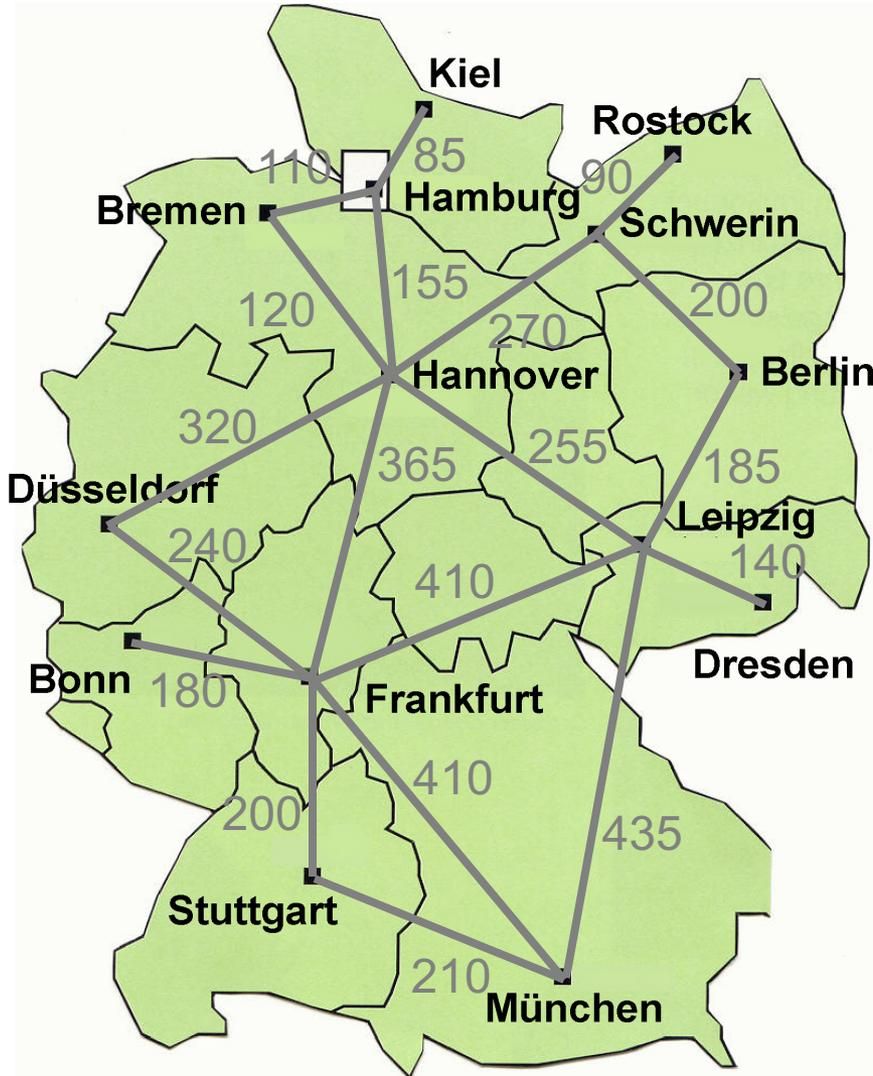 Kiel
Rostock
110
85
90
Hamburg
Bremen
Schwerin
155
120
200
270
Hannover
Berlin
320
255
365
185
Düsseldorf
Leipzig
240
140
410
Bonn
Dresden
180
Frankfurt
410
200
435
Stuttgart
210
München